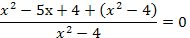 (x² − 5x + 4 + (x² − 4)) / (x² − 4) = 0